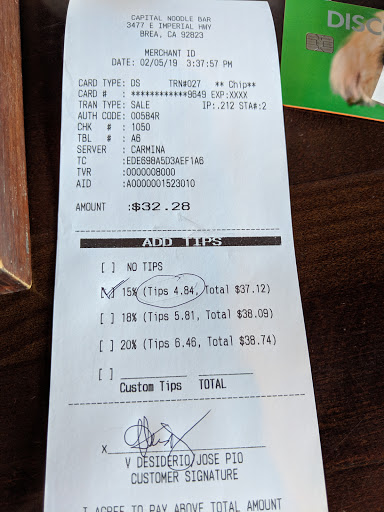 CAPITAL NOODLE BAR
3477 E IMPERIAL HWY
BREA, CA 92823
MERCHANT ID
DATE: 02/05/19 3:37:57 PM
CARD TYPE: DS TRN#027 ** Chip**
CARD # : ************9649 EXP:XXXX
TRAN TYPE: SALE IP:.212 STA#:2
AUTH CODE: 00584R
CHK # : 1050
TBL # : A6
SERVER : CARMINA
TC :EDE698A5D3AEF1A6
TVR :0000008000
AID :A0000001523010
AMOUNT :$32.28
ADD TIPS
[ ] NO TIPS
[ ] 15% (Tips 4.84, Total $37.12)
[ ] 18% (Tips 5.81, Total $38.09)
[ ] 20% (Tips 6.46, Total $38.74)
[ ]
Custom Tips TOTAL
X
V DESIDERIO/JOSE PIO
CUSTOMER SIGNATURE
I AGREE TO PAY ABOVE TOTAL AMOUNT
DISC